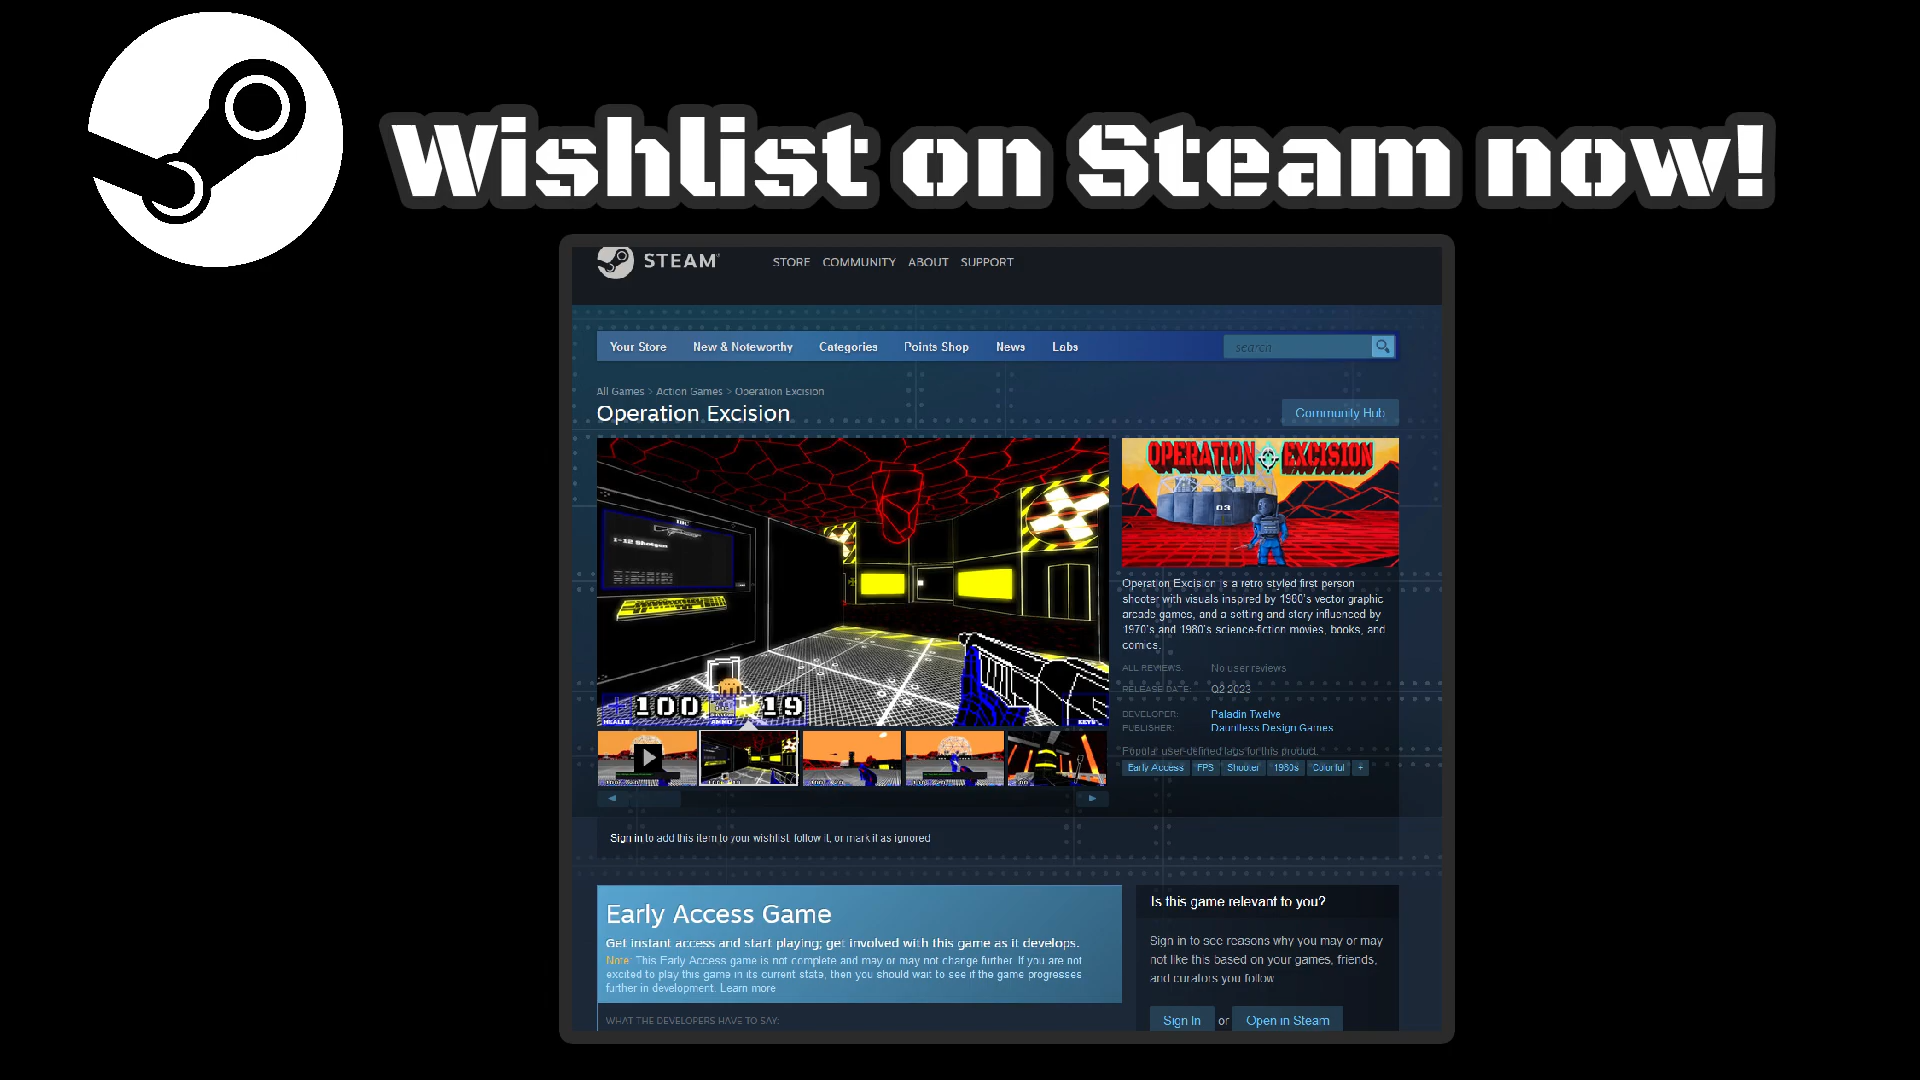 Wishlist on Steam now!
STEAM®
STORE COMMUNITY ABOUT SUPPORT
Your Store New & Noteworthy Categories Points Shop News Labs search
All Games > Action Games > Operation Excision
Operation Excision
Community Hub
OPERATION EXCISION
03
I-12 Shotgun
Operation Excision is a retro styled first person
shooter with visuals inspired by 1980's vector graphic
arcade games, and a setting and story influenced by
1970's and 1980's science-fiction movies, books, and
comics.
ALL REVIEWS: No user reviews
RELEASE DATE: Q2 2023
DEVELOPER: Paladin Twelve
PUBLISHER: Dauntless Design Games
Popular user-defined tags for this product:
Early Access FPS Shooter 1980s Colorful +
100 19
HEALTH AMMO KEYS
Sign in to add this item to your wishlist, follow it, or mark it as ignored
Early Access Game
Get instant access and start playing; get involved with this game as it develops.
Note: This Early Access game is not complete and may or may not change further. If you are not
excited to play this game in its current state, then you should wait to see if the game progresses
further in development. Learn more
WHAT THE DEVELOPERS HAVE TO SAY:
Is this game relevant to you?
Sign in to see reasons why you may or may
not like this based on your games, friends,
and curators you follow
Sign In or Open in Steam